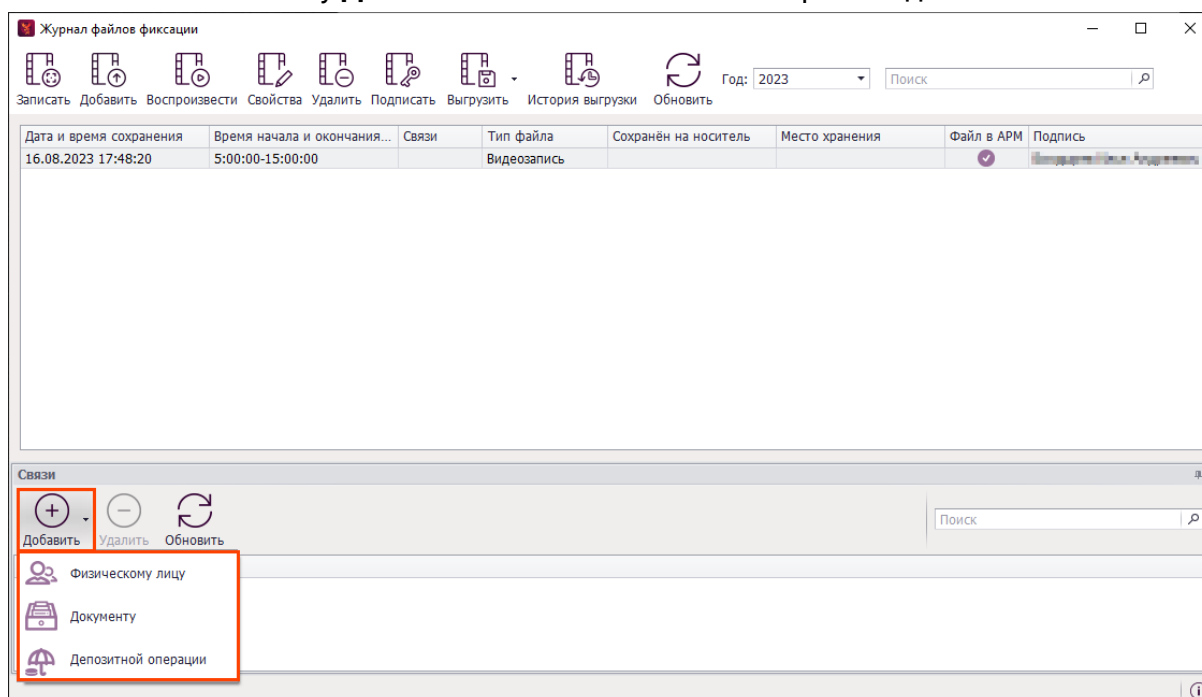 Журнал файлов фиксации
Записать Добавить Воспроизвести Свойства Удалить Подписать Выгрузить История выгрузки Обновить Год: 2023 Поиск
Дата и время сохранения Время начала и окончания... Связи Тип файла Сохранён на носитель Место хранения Файл в АРМ Подпись
16.08.2023 17:48:20 5:00:00-15:00:00 Видеозапись
Связи
Добавить Удалить Обновить Поиск
Физическому лицу
Документу
Депозитной операции